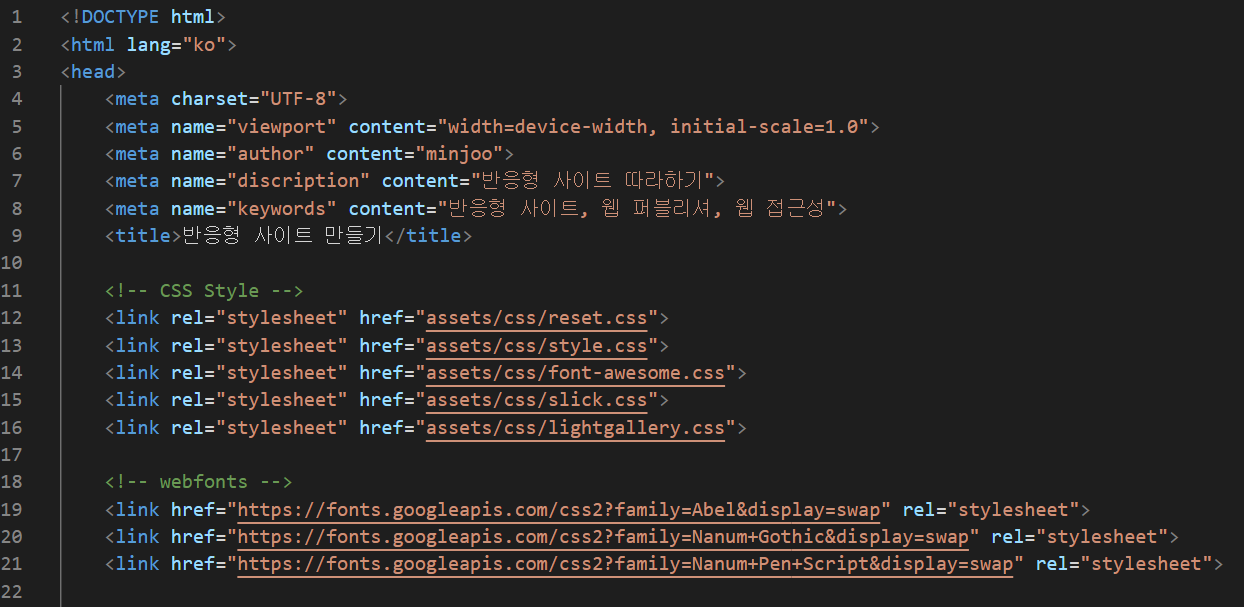 1 <!DOCTYPE html>
2 <html lang="ko">
3 <head>
4 <meta charset="UTF-8">
5 <meta name="viewport" content="width=device-width, initial-scale=1.0">
6 <meta name="author" content="minjoo">
7 <meta name="discription" content="반응형 사이트 따라하기">
8 <meta name="keywords" content="반응형 사이트, 웹 퍼블리셔, 웹 접근성">
9 <title>반응형 사이트 만들기</title>
10
11 <!-- CSS Style -->
12 <link rel="stylesheet" href="assets/css/reset.css">
13 <link rel="stylesheet" href="assets/css/style.css">
14 <link rel="stylesheet" href="assets/css/font-awesome.css">
15 <link rel="stylesheet" href="assets/css/slick.css">
16 <link rel="stylesheet" href="assets/css/lightgallery.css">
17
18 <!-- webfonts -->
19 <link href="https://fonts.googleapis.com/css2?family=Abel&display=swap" rel="stylesheet">
20 <link href="https://fonts.googleapis.com/css2?family=Nanum+Gothic&display=swap" rel="stylesheet">
21 <link href="https://fonts.googleapis.com/css2?family=Nanum+Pen+Script&display=swap" rel="stylesheet">
22